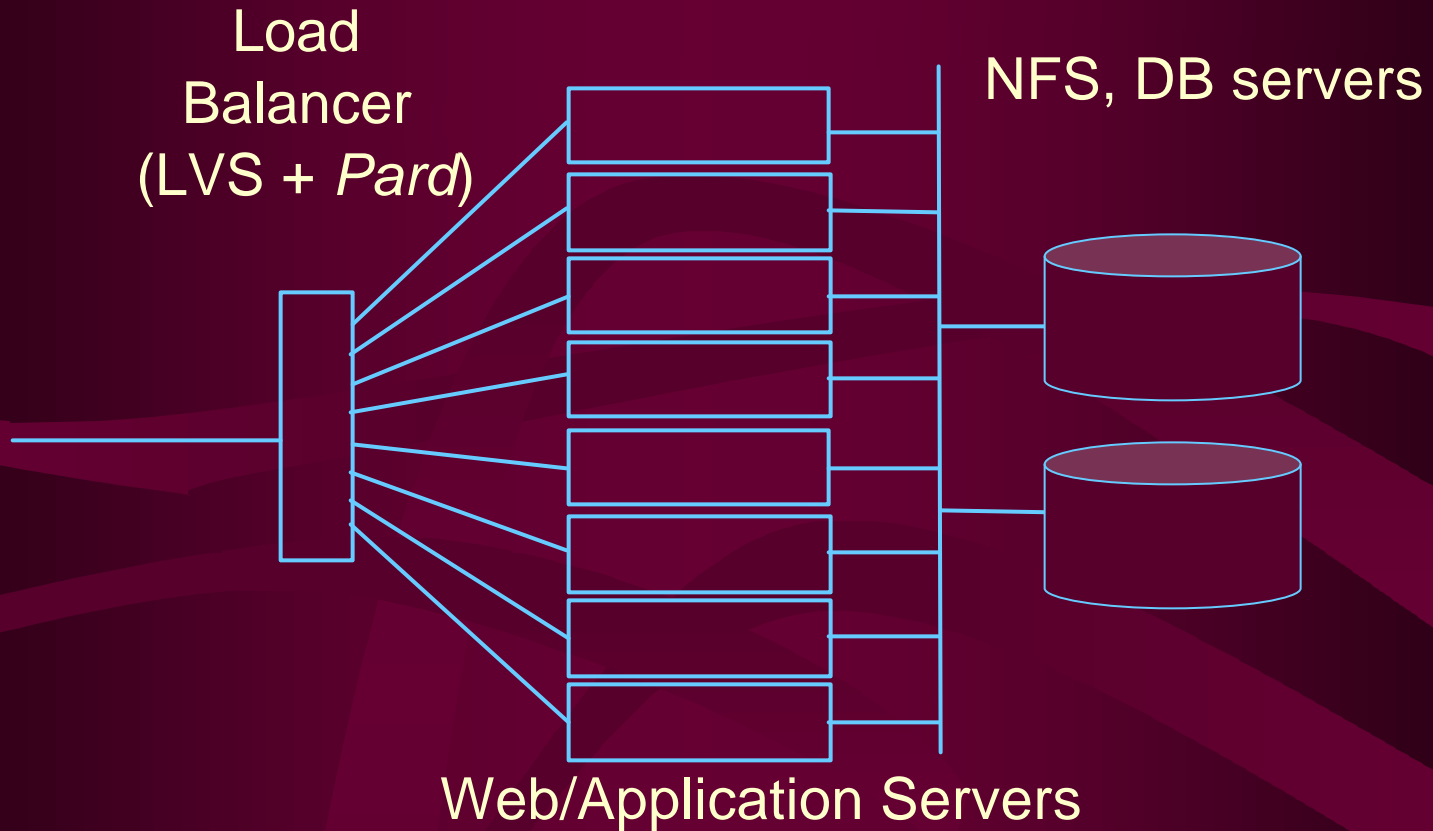 Load
Balancer
(LVS + Pard)
NFS, DB servers
Web/Application Servers